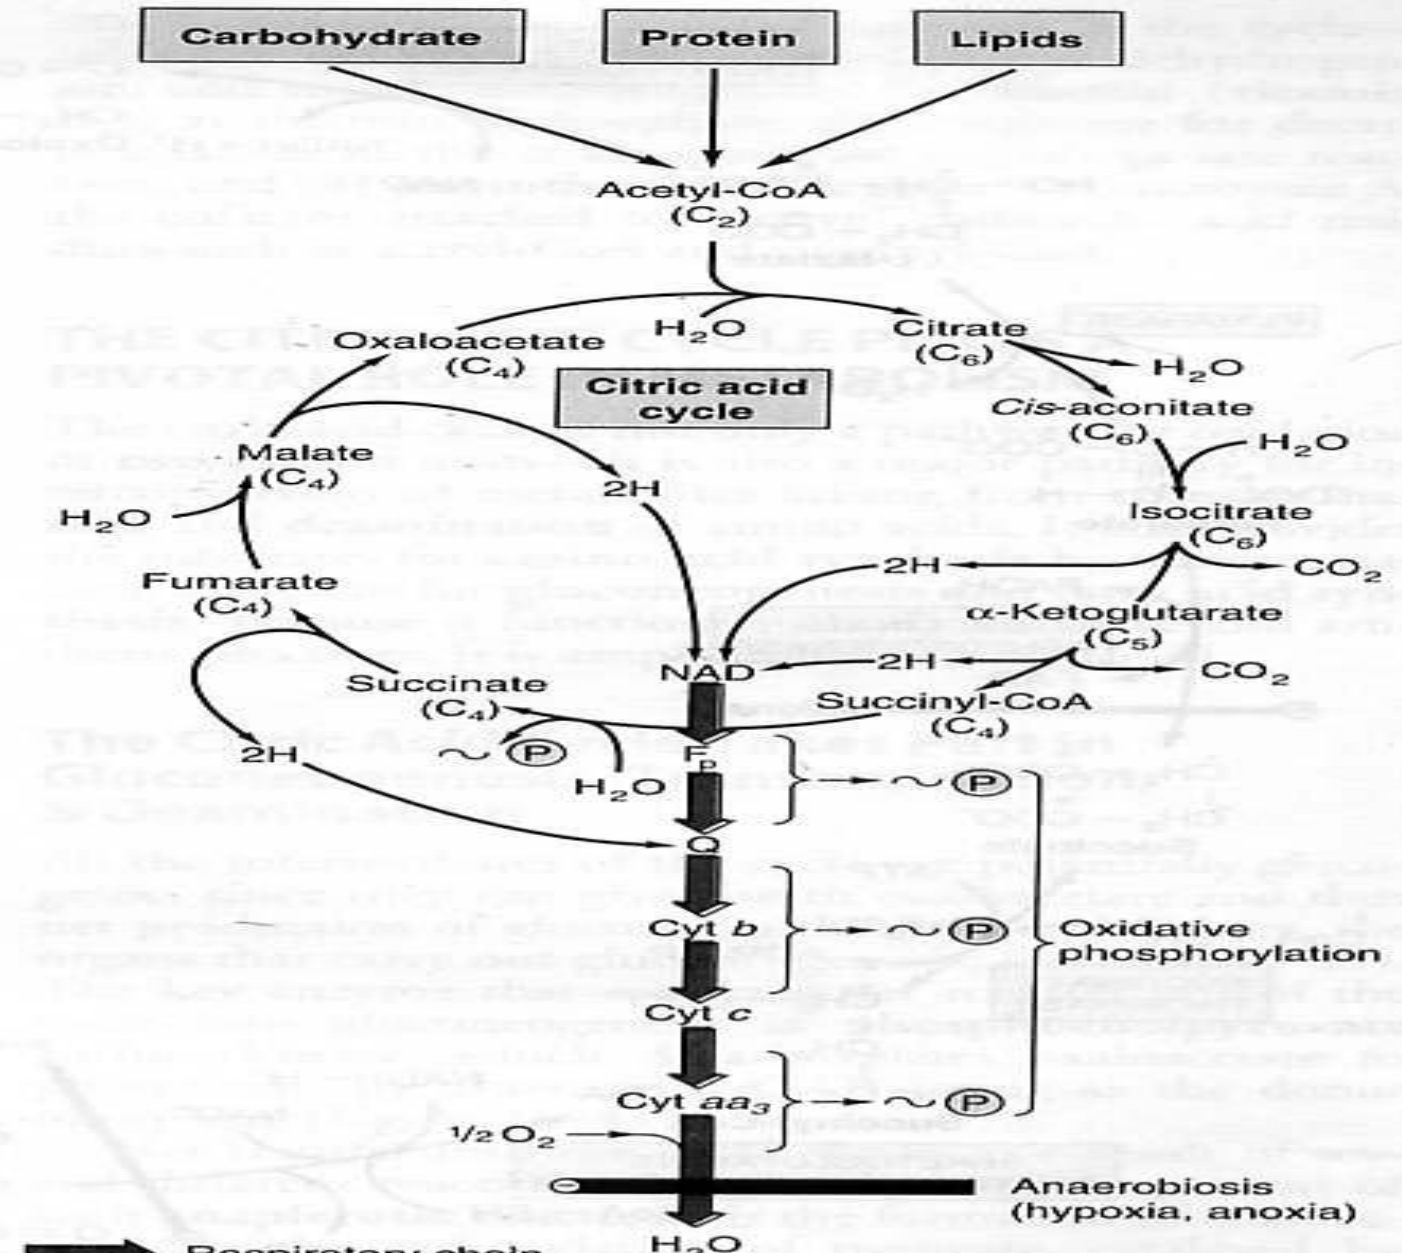 Carbohydrate
Protein
Lipids
Acetyl-CoA
(C₂)
H₂O
Oxaloacetate
(C₄)
Citrate
(C₆)
H₂O
Citric acid
cycle
Cis-aconitate
(C₆)
H₂O
Malate
(C₄)
2H
H₂O
Isocitrate
(C₆)
2H
CO₂
Fumarate
(C₄)
α-Ketoglutarate
(C₅)
NAD
2H
CO₂
Succinate
(C₄)
Succinyl-CoA
(C₄)
2H
~ P
H₂O
Fp
~ P
Q
Cyt b
~ P
Oxidative
phosphorylation
Cyt c
Cyt aa₃
~ P
1/2 O₂
Anaerobiosis
(hypoxia, anoxia)
H₂O
Respiratory chain